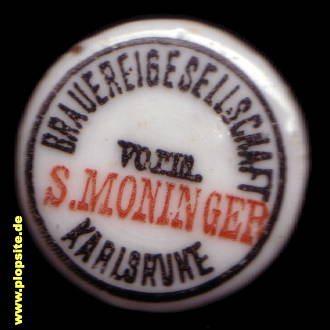 BRAUEREIGESELLSCHAFT
vorm.
S. MONINGER
KARLSRUHE
www.plopsite.de